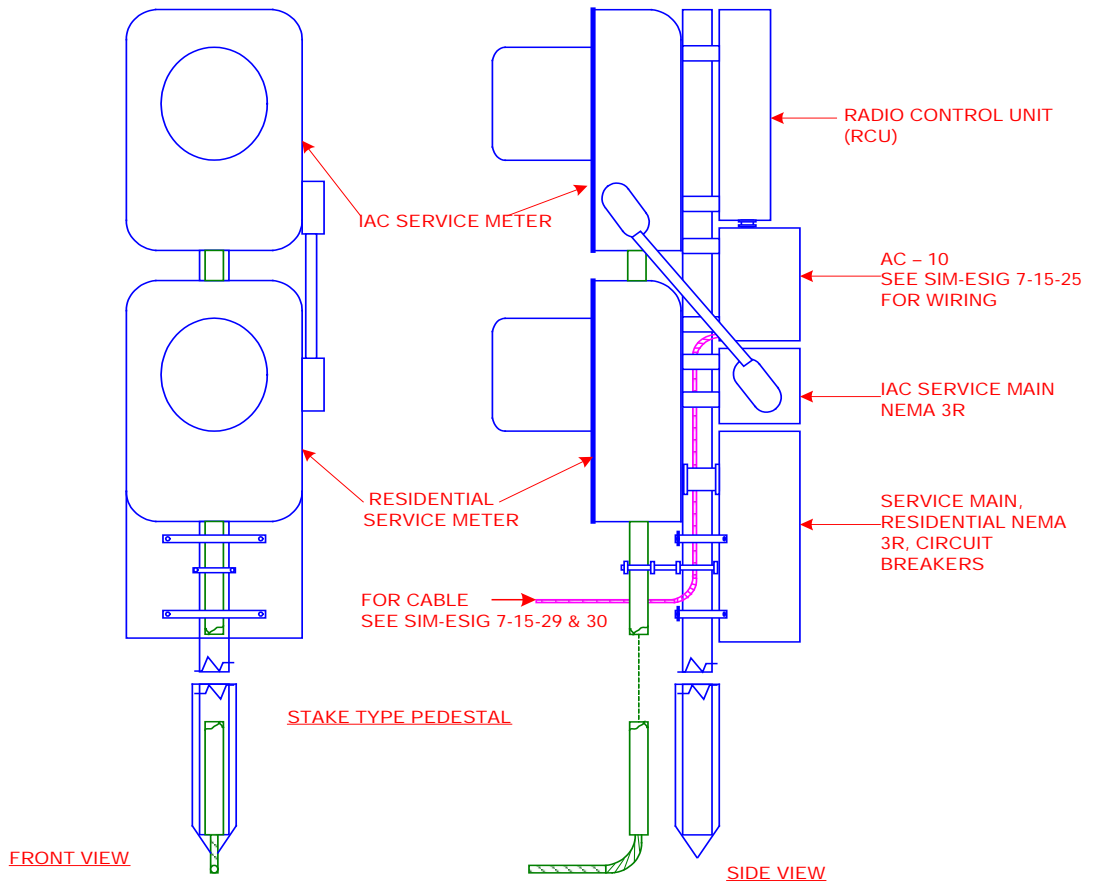 RADIO CONTROL UNIT
(RCU)
IAC SERVICE METER
AC – 10
SEE SIM-ESIG 7-15-25
FOR WIRING
IAC SERVICE MAIN
NEMA 3R
RESIDENTIAL
SERVICE METER
SERVICE MAIN,
RESIDENTIAL NEMA
3R, CIRCUIT
BREAKERS
FOR CABLE
SEE SIM-ESIG 7-15-29 & 30
STAKE TYPE PEDESTAL
FRONT VIEW
SIDE VIEW